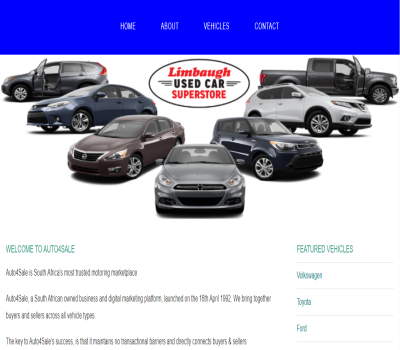 HOME ABOUT VEHICLES CONTACT
Limbaugh
USED CAR
SUPERSTORE
WELCOME TO AUTO4SALE
Auto4Sale is South Africa's most trusted motoring marketplace
Auto4Sale, a South African owned business and digital marketing platform, launched on the 16th April 1992. We bring together
buyers and sellers across all vehicle types.
The key to Auto4Sale's success, is that it maintains no transactional barriers and directly connects buyers & sellers
FEATURED VEHICLES
Volkswagen
Toyota
Ford